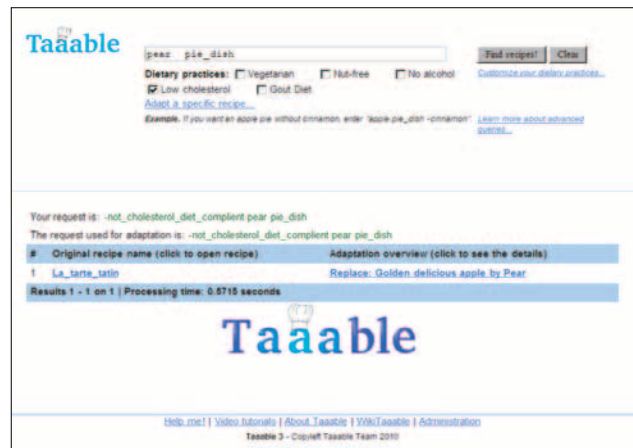 Taaable
pear pie_dish
Find recipes! Clear
Dietary practices: Vegetarian Nut-free No alcohol Customize your dietary practices...
Low cholesterol Gout Diet
Adapt a specific recipe...
Example. If you want an apple pie without cinnamon, enter "apple pie_dish -cinnamon" Learn more about advanced
queries...
Your request is: -not_cholesterol_diet_complient pear pie_dish
The request used for adaptation is: -not_cholesterol_diet_complient pear pie_dish
# Original recipe name (click to open recipe) Adaptation overview (click to see the details)
1 La_tarte_tatin Replace: Golden delicious apple by Pear
Results 1 - 1 on 1 | Processing time: 0.5715 seconds
Taaable
Help me! | Video tutorials | About Taaable | WikiTaaable | Administration
Taaable 3 - Copyleft Taaable Team 2010